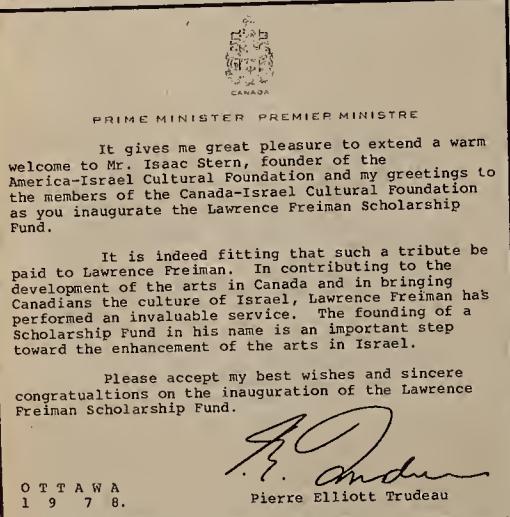 CANADA
PRIME MINISTER PREMIER MINISTRE
It gives me great pleasure to extend a warm
welcome to Mr. Isaac Stern, founder of the
America-Israel Cultural Foundation and my greetings to
the members of the Canada-Israel Cultural Foundation
as you inaugurate the Lawrence Freiman Scholarship
Fund.
It is indeed fitting that such a tribute be
paid to Lawrence Freiman. In contributing to the
development of the arts in Canada and in bringing
Canadians the culture of Israel, Lawrence Freiman has
performed an invaluable service. The founding of a
Scholarship Fund in his name is an important step
toward the enhancement of the arts in Israel.
Please accept my best wishes and sincere
congratualtions on the inauguration of the Lawrence
Freiman Scholarship Fund.
O T T A W A
1 9 7 8.
Pierre Elliott Trudeau